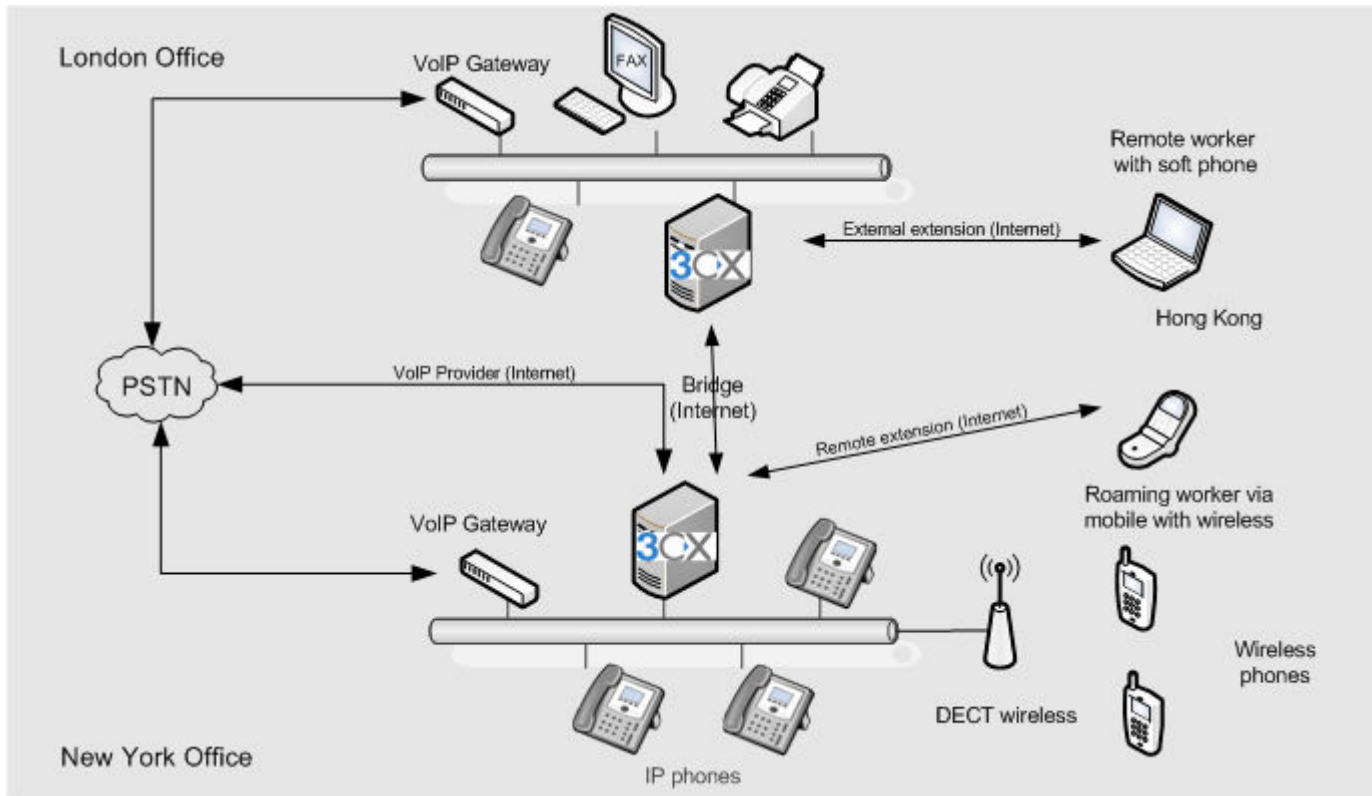 London Office
VoIP Gateway
FAX
Remote worker
with soft phone
External extension (Internet)
3CX
Hong Kong
PSTN
VoIP Provider (Internet)
Bridge
(Internet)
Remote extension (Internet)
Roaming worker via
mobile with wireless
VoIP Gateway
3CX
Wireless
phones
DECT wireless
New York Office
IP phones